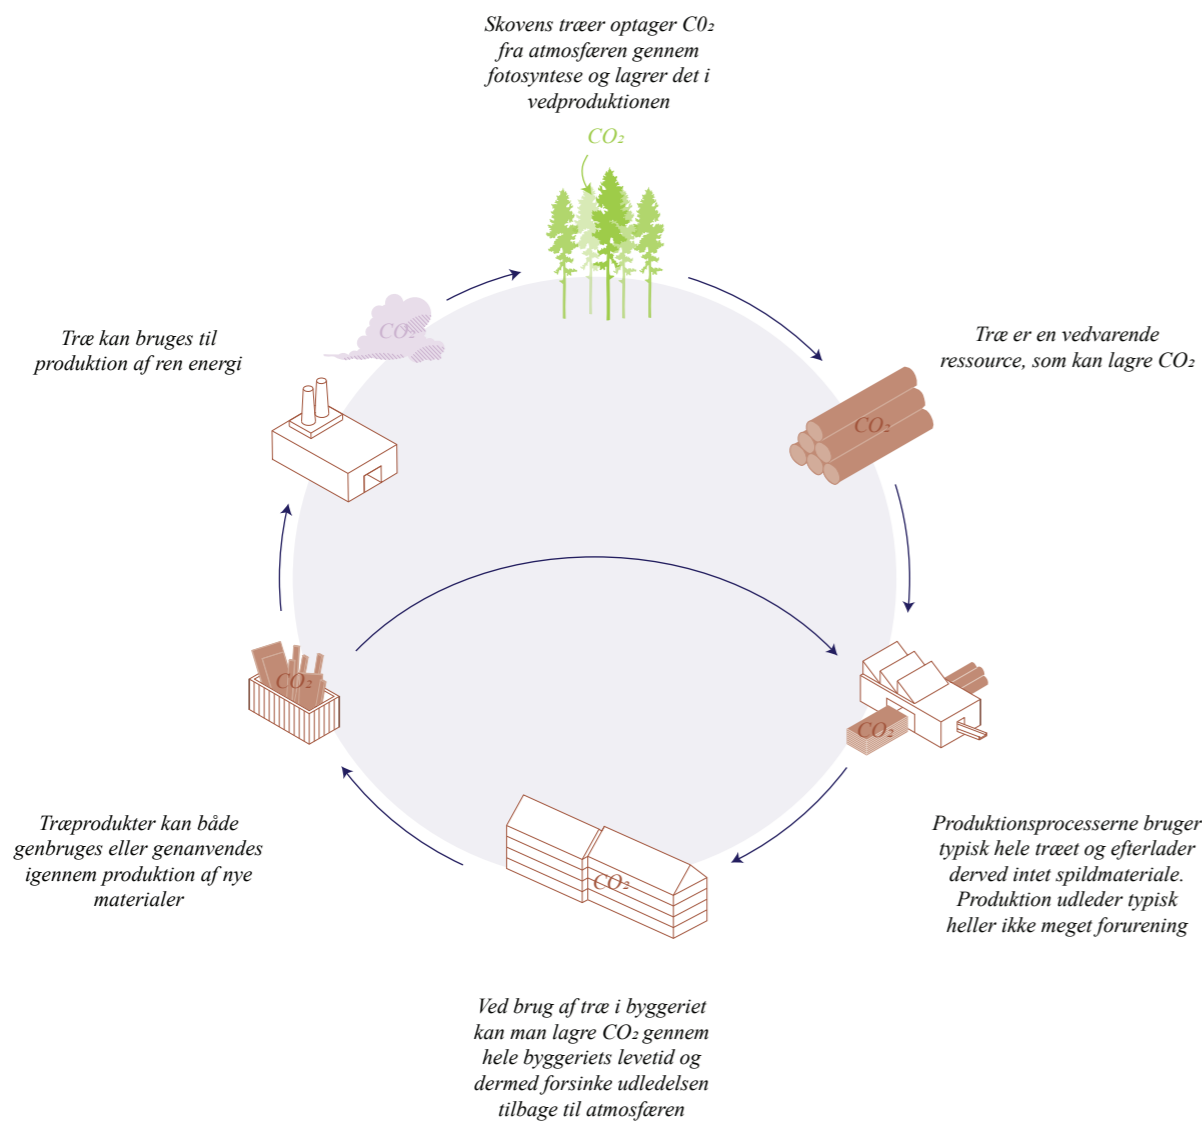 Skovens træer optager C0₂
fra atmosfæren gennem
fotosyntese og lagrer det i
vedproduktionen
CO₂
CO₂
Træ kan bruges til
produktion af ren energi
Træ er en vedvarende
ressource, som kan lagre CO₂
CO₂
CO₂
CO₂
Træprodukter kan både
genbruges eller genanvendes
igennem produktion af nye
materialer
Produktionsprocesserne bruger
typisk hele træet og efterlader
derved intet spildmateriale.
Produktion udleder typisk
heller ikke meget forurening
CO₂
Ved brug af træ i byggeriet
kan man lagre CO₂ gennem
hele byggeriets levetid og
dermed forsinke udledelsen
tilbage til atmosfæren